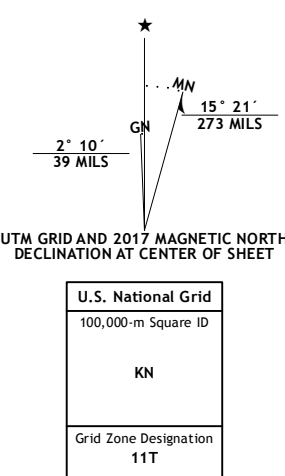 ★
MN
15° 21´
273 MILS
GN
2° 10´
39 MILS
UTM GRID AND 2017 MAGNETIC NORTH
DECLINATION AT CENTER OF SHEET
U.S. National Grid
100,000-m Square ID
KN
Grid Zone Designation
11T